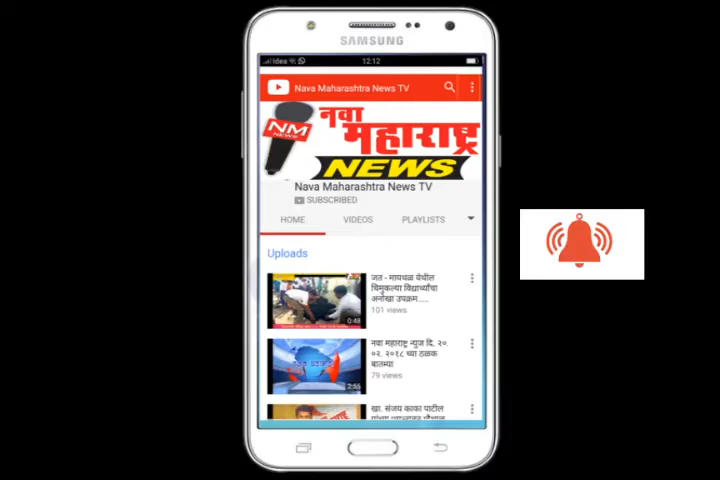 SAMSUNG
Idea
12:12
Nava Maharashtra News TV
NM
NEWS
नवा
महाराष्ट्र
NEWS
Nava Maharashtra News TV
SUBSCRIBED
HOME VIDEOS PLAYLISTS
Uploads
जत - मायथळ येथील
चिमुकल्या विद्यार्थ्यांचा
अनोखा उपक्रम.....
101 views
0:48
नवा महाराष्ट्र न्युज दि. २०.
०२. २०१८ च्या ठळक
बातम्या
79 views
2:55
खा. संजय काका पाटील